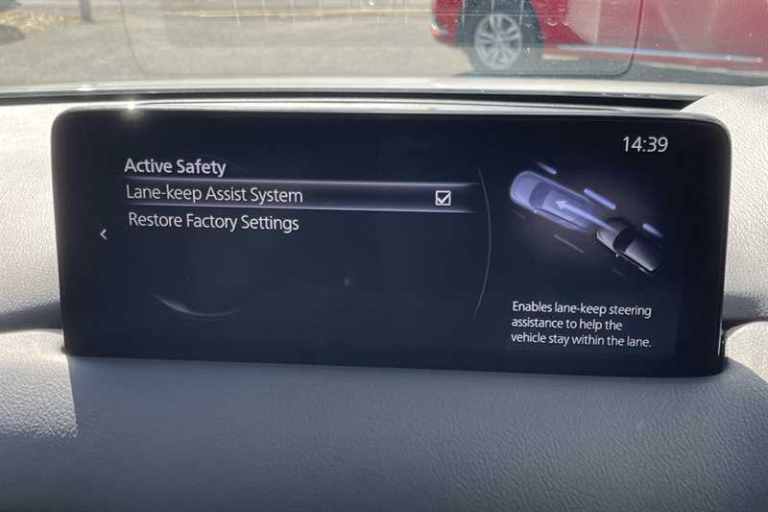 14:39
Active Safety
Lane-keep Assist System
Restore Factory Settings
Enables lane-keep steering
assistance to help the
vehicle stay within the lane.